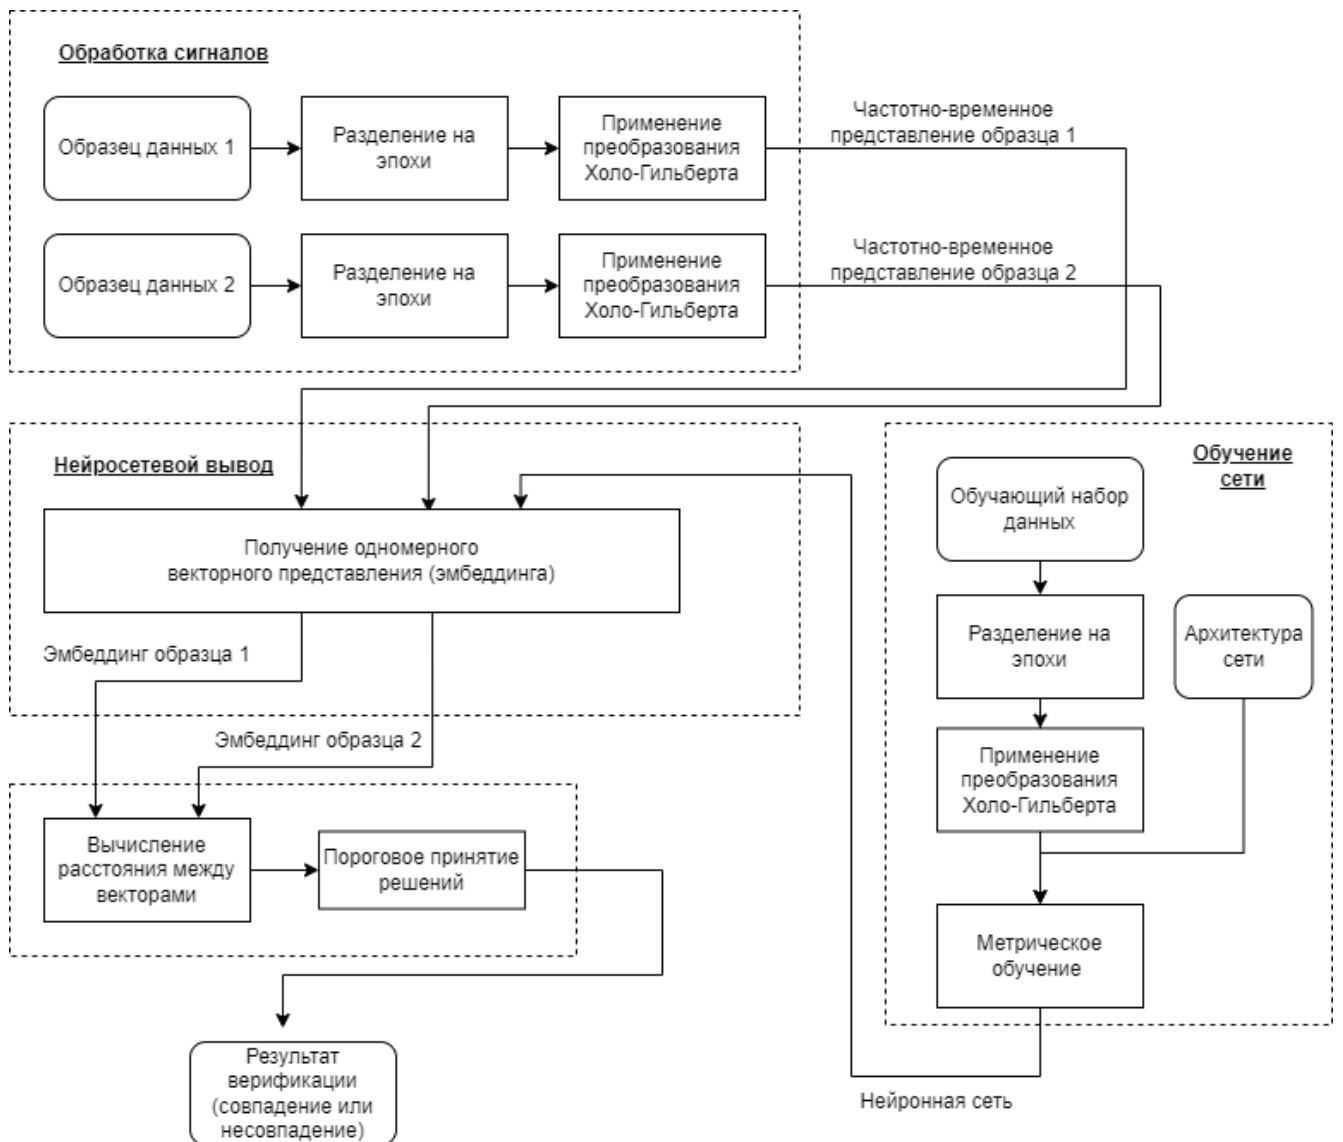 Обработка сигналов
Образец данных 1
Разделение на
эпохи
Применение
преобразования
Холо-Гильберта
Частотно-временное
представление образца 1
Образец данных 2
Разделение на
эпохи
Применение
преобразования
Холо-Гильберта
Частотно-временное
представление образца 2
Нейросетевой вывод
Получение одномерного
векторного представления (эмбеддинга)
Эмбеддинг образца 1
Эмбеддинг образца 2
Вычисление
расстояния между
векторами
Пороговое принятие
решений
Результат
верификации
(совпадение или
несовпадение)
Обучение
сети
Обучающий набор
данных
Разделение на
эпохи
Архитектура
сети
Применение
преобразования
Холо-Гильберта
Метрическое
обучение
Нейронная сеть